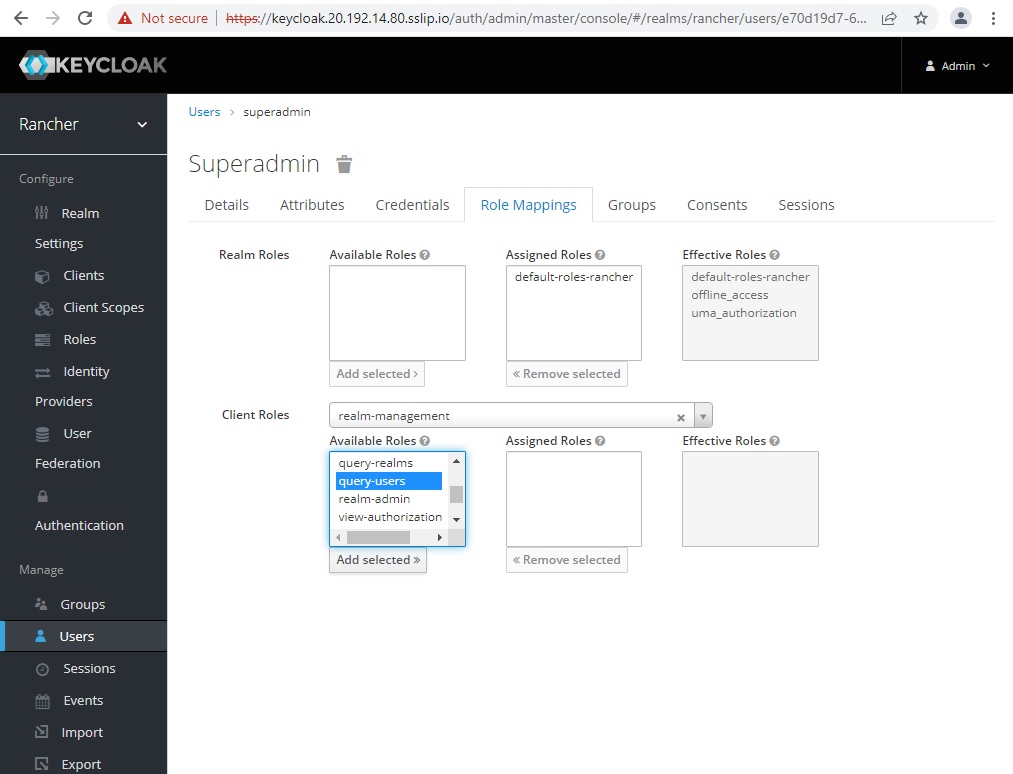 Not secure https://keycloak.20.192.14.80.sslip.io/auth/admin/master/console/#/realms/rancher/users/e70d19d7-6...
KEYCLOAK
Admin
Rancher
Configure
Realm
Settings
Clients
Client Scopes
Roles
Identity
Providers
User
Federation
Authentication
Manage
Groups
Users
Sessions
Events
Import
Export
Users › superadmin
Superadmin
Details Attributes Credentials Role Mappings Groups Consents Sessions
Realm Roles Available Roles ? Assigned Roles ? Effective Roles ?
default-roles-rancher default-roles-rancher
offline_access
uma_authorization
Add selected › « Remove selected
Client Roles realm-management ×
Available Roles ? Assigned Roles ? Effective Roles ?
query-realms
query-users
realm-admin
view-authorization
Add selected » « Remove selected